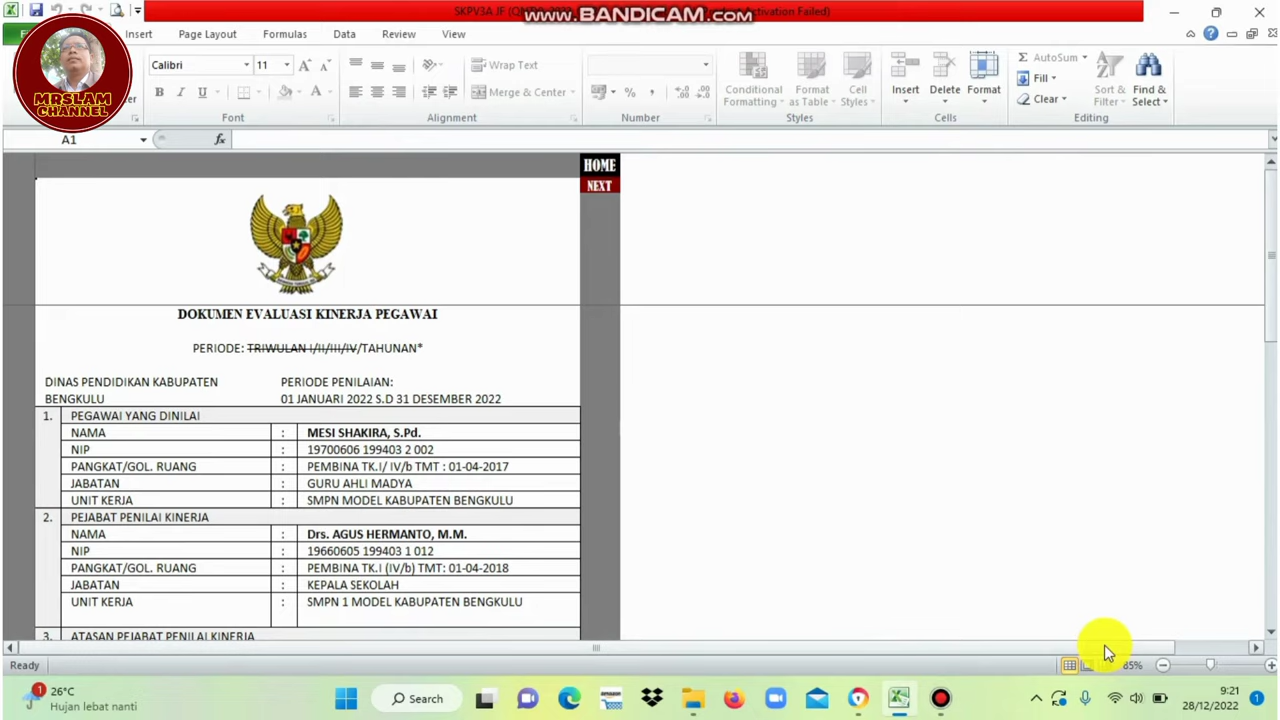 SKPV3A JF (
www.BANDICAM.com
Activation Failed)
Insert Page Layout Formulas Data Review View
Calibri 11 Wrap Text AutoSum
B I U A Merge & Center % , Conditional Formatting Format as Table Cell Styles Insert Delete Format Fill Clear Sort & Filter Find & Select
Font Alignment Number Styles Cells Editing
MRSLAM
CHANNEL
A1 fx
HOME
NEXT
DOKUMEN EVALUASI KINERJA PEGAWAI
PERIODE: TRIWULAN I/II/III/IV/TAHUNAN*
DINAS PENDIDIKAN KABUPATEN PERIODE PENILAIAN:
BENGKULU 01 JANUARI 2022 S.D 31 DESEMBER 2022
1. PEGAWAI YANG DINILAI
NAMA : MESI SHAKIRA, S.Pd.
NIP : 19700606 199403 2 002
PANGKAT/GOL. RUANG : PEMBINA TK.I/ IV/b TMT : 01-04-2017
JABATAN : GURU AHLI MADYA
UNIT KERJA : SMPN MODEL KABUPATEN BENGKULU
2. PEJABAT PENILAI KINERJA
NAMA : Drs. AGUS HERMANTO, M.M.
NIP : 19660605 199403 1 012
PANGKAT/GOL. RUANG : PEMBINA TK.I (IV/b) TMT: 01-04-2018
JABATAN : KEPALA SEKOLAH
UNIT KERJA : SMPN 1 MODEL KABUPATEN BENGKULU
3. ATASAN PEJABAT PENILAI KINERJA
Ready 85%
26°C
Hujan lebat nanti
Search
9:21
28/12/2022